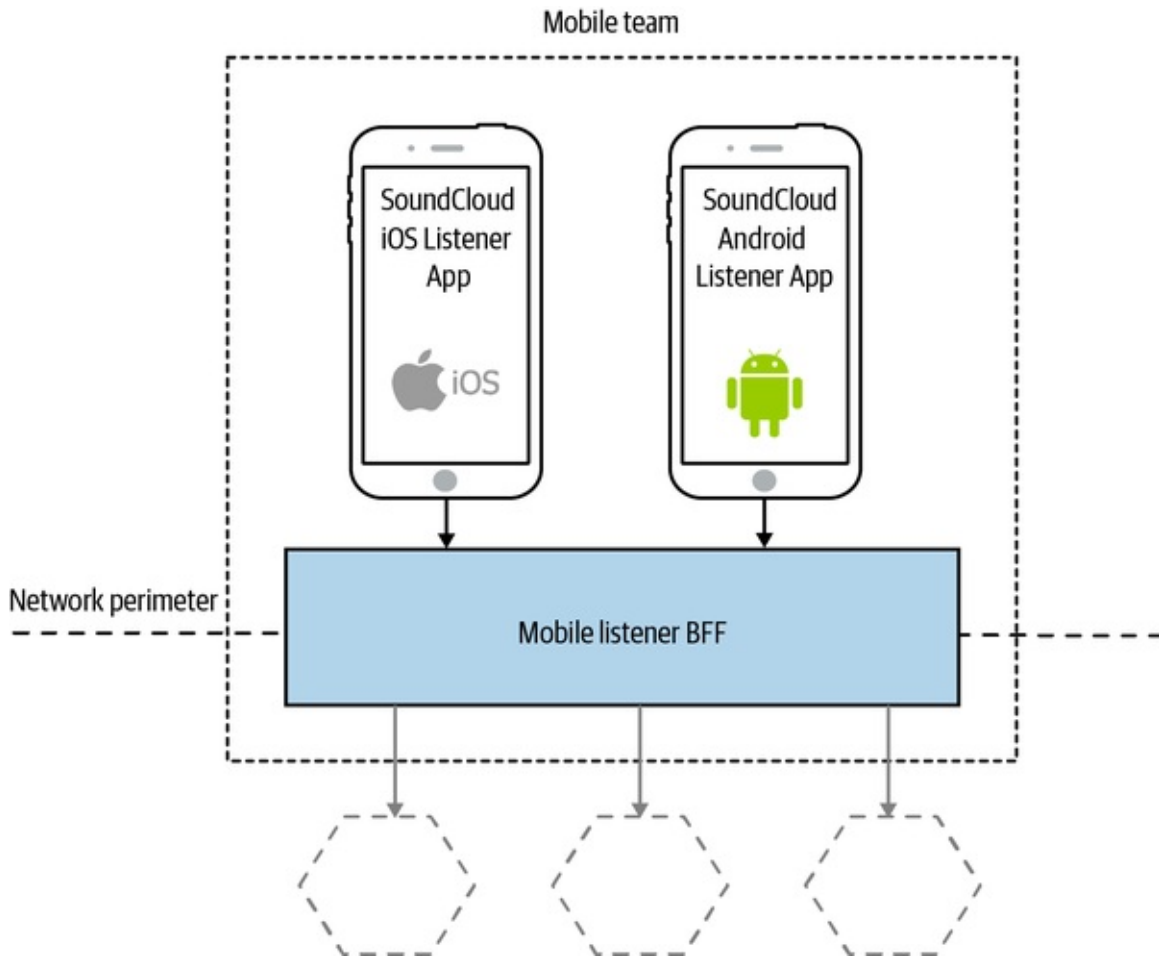 Mobile team
SoundCloud
iOS Listener
App
iOS
SoundCloud
Android
Listener App
Network perimeter
Mobile listener BFF